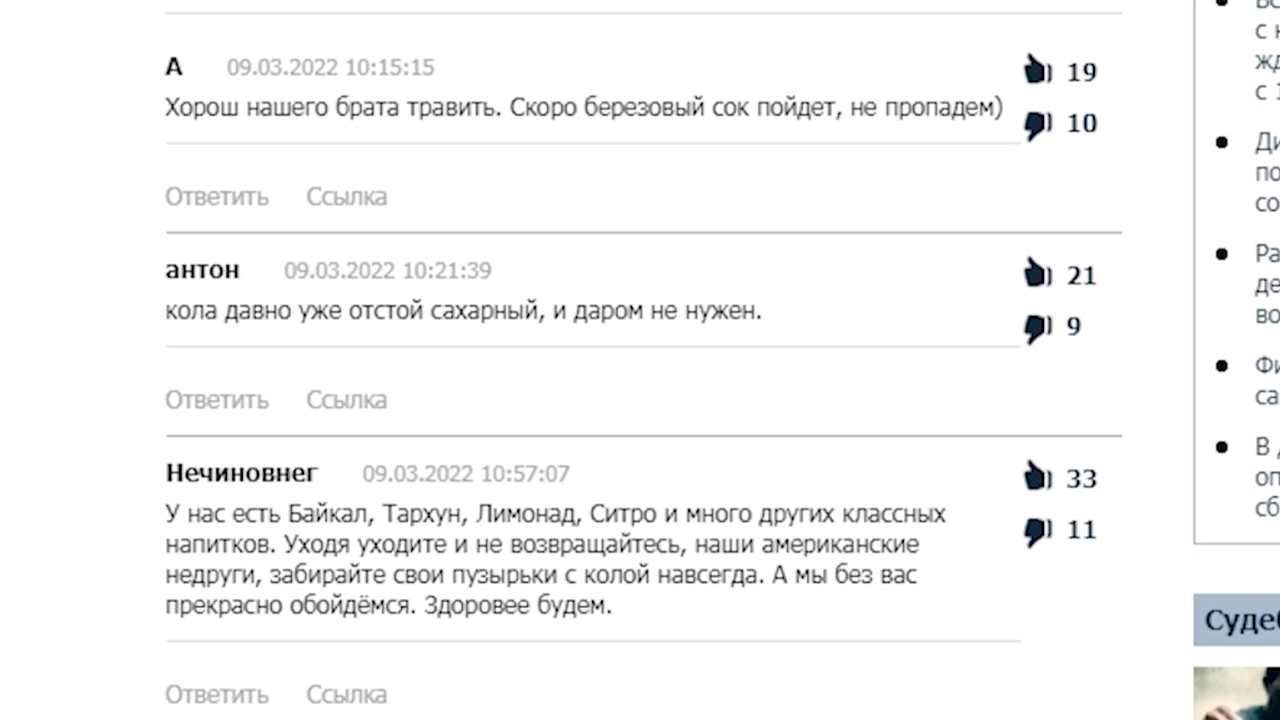 А 09.03.2022 10:15:15
19
Хорош нашего брата травить. Скоро березовый сок пойдет, не пропадем)
10
Ответить Ссылка
антон 09.03.2022 10:21:39
21
кола давно уже отстой сахарный, и даром не нужен.
9
Ответить Ссылка
Нечиновнег 09.03.2022 10:57:07
33
У нас есть Байкал, Тархун, Лимонад, Ситро и много других классных
напитков. Уходя уходите и не возвращайтесь, наши американские
11
недруги, забирайте свои пузырьки с колой навсегда. А мы без вас
прекрасно обойдёмся. Здоровее будем.
Ответить Ссылка
с
с
В